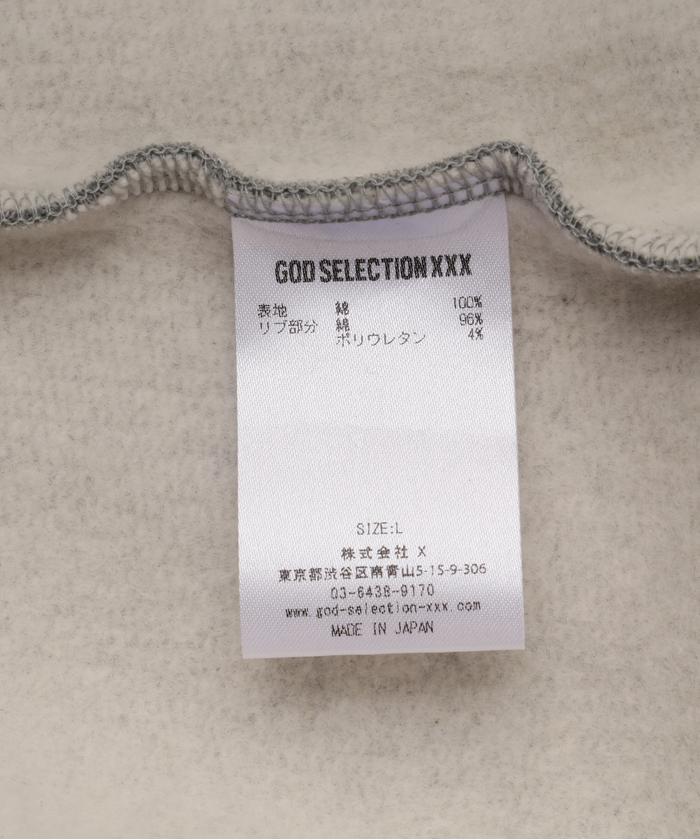 GOD SELECTION XXX
表地 綿 100%
リブ部分 綿 96%
ポリウレタン 4%
SIZE:L
株式会社 X
東京都渋谷区南青山5-15-9-306
03-6438-9170
www.god-selection-xxx.com
MADE IN JAPAN